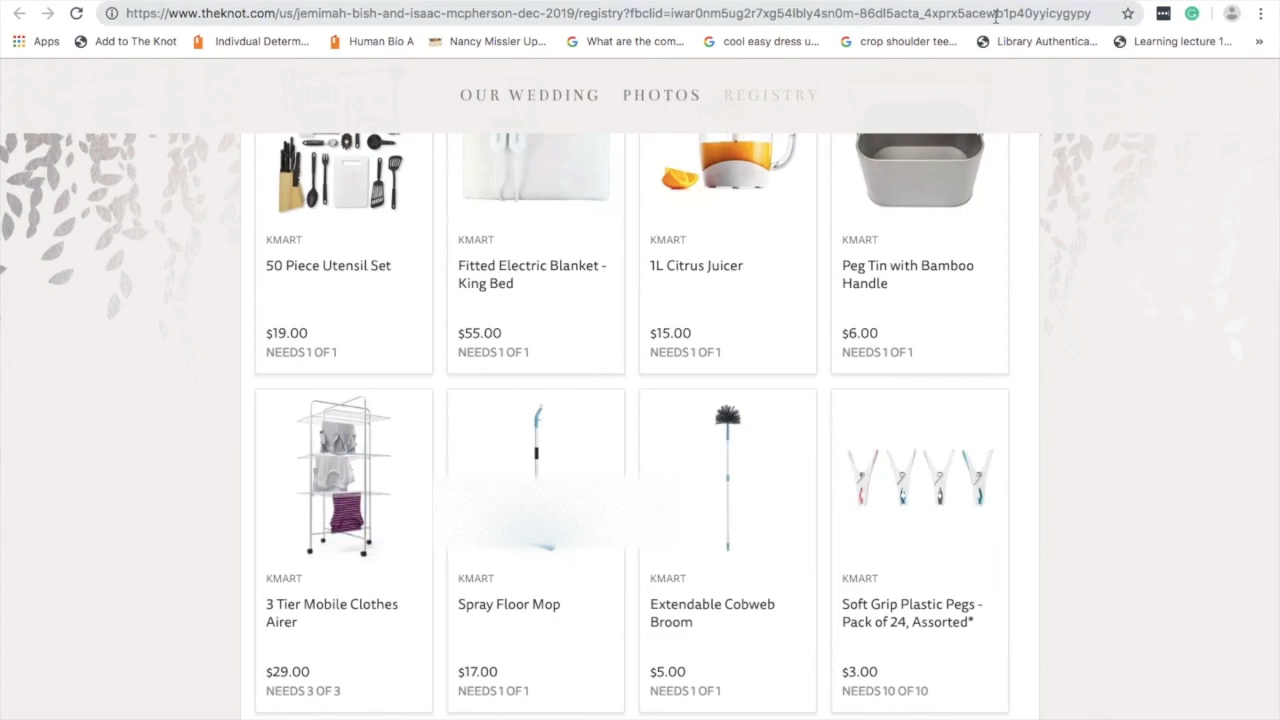 https://www.theknot.com/us/jemimah-bish-and-isaac-mcpherson-dec-2019/registry?fbclid=
Apps Add to The Knot Indivdual Determ... Human Bio A Nancy Missler Up... What are the com... cool easy dress u... crop shoulder tee... Library Authentica... Learning lecture 1... »
OUR WEDDING PHOTOS REGISTRY
KMART KMART KMART KMART
50 Piece Utensil Set Fitted Electric Blanket - 1L Citrus Juicer Peg Tin with Bamboo
King Bed Handle
$19.00 $55.00 $15.00 $6.00
NEEDS 1 OF 1 NEEDS 1 OF 1 NEEDS 1 OF 1 NEEDS 1 OF 1
KMART KMART KMART KMART
3 Tier Mobile Clothes Spray Floor Mop Extendable Cobweb Soft Grip Plastic Pegs -
Airer Broom Pack of 24, Assorted*
$29.00 $17.00 $5.00 $3.00
NEEDS 3 OF 3 NEEDS 1 OF 1 NEEDS 1 OF 1 NEEDS 10 OF 10